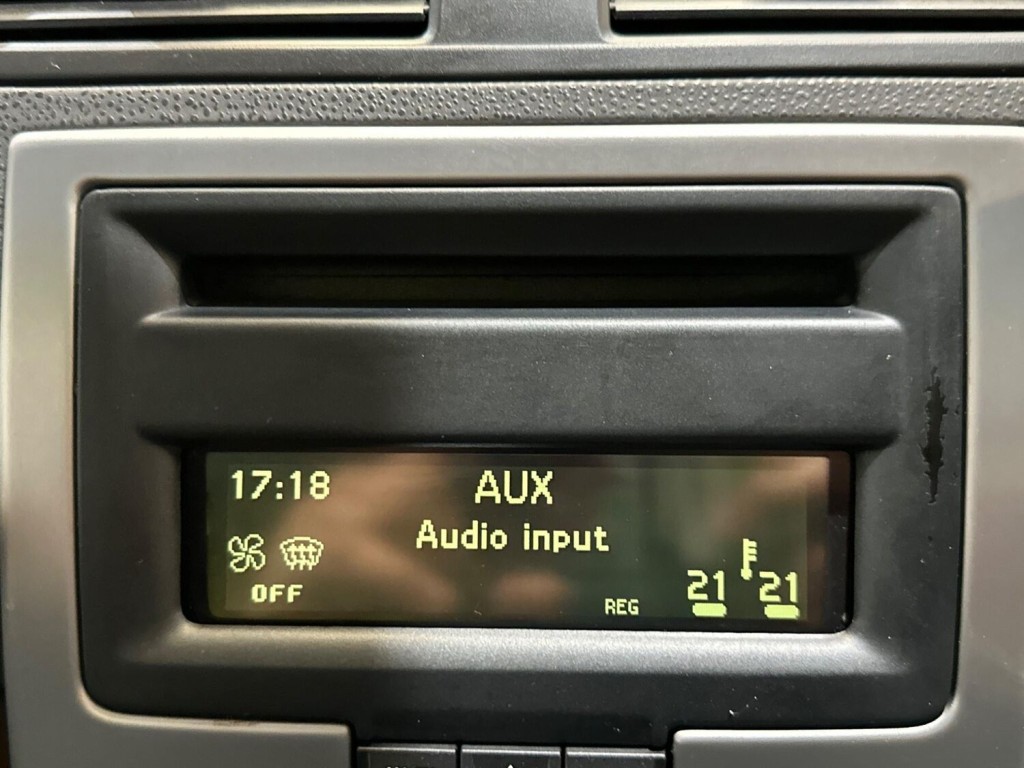 17:18
AUX
Audio input
OFF
REG
21
21